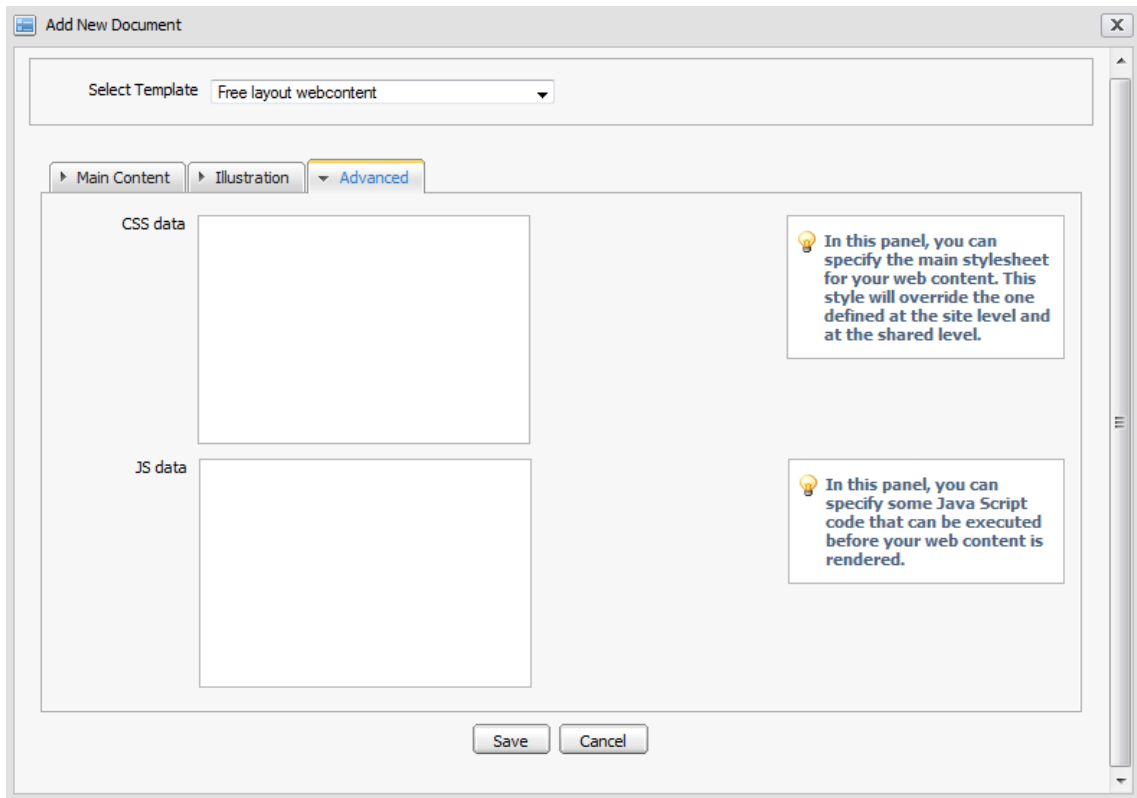 Add New Document
X
Select Template Free layout webcontent
Main Content Illustration Advanced
CSS data
In this panel, you can
specify the main stylesheet
for your web content. This
style will override the one
defined at the site level and
at the shared level.
JS data
In this panel, you can
specify some Java Script
code that can be executed
before your web content is
rendered.
Save Cancel